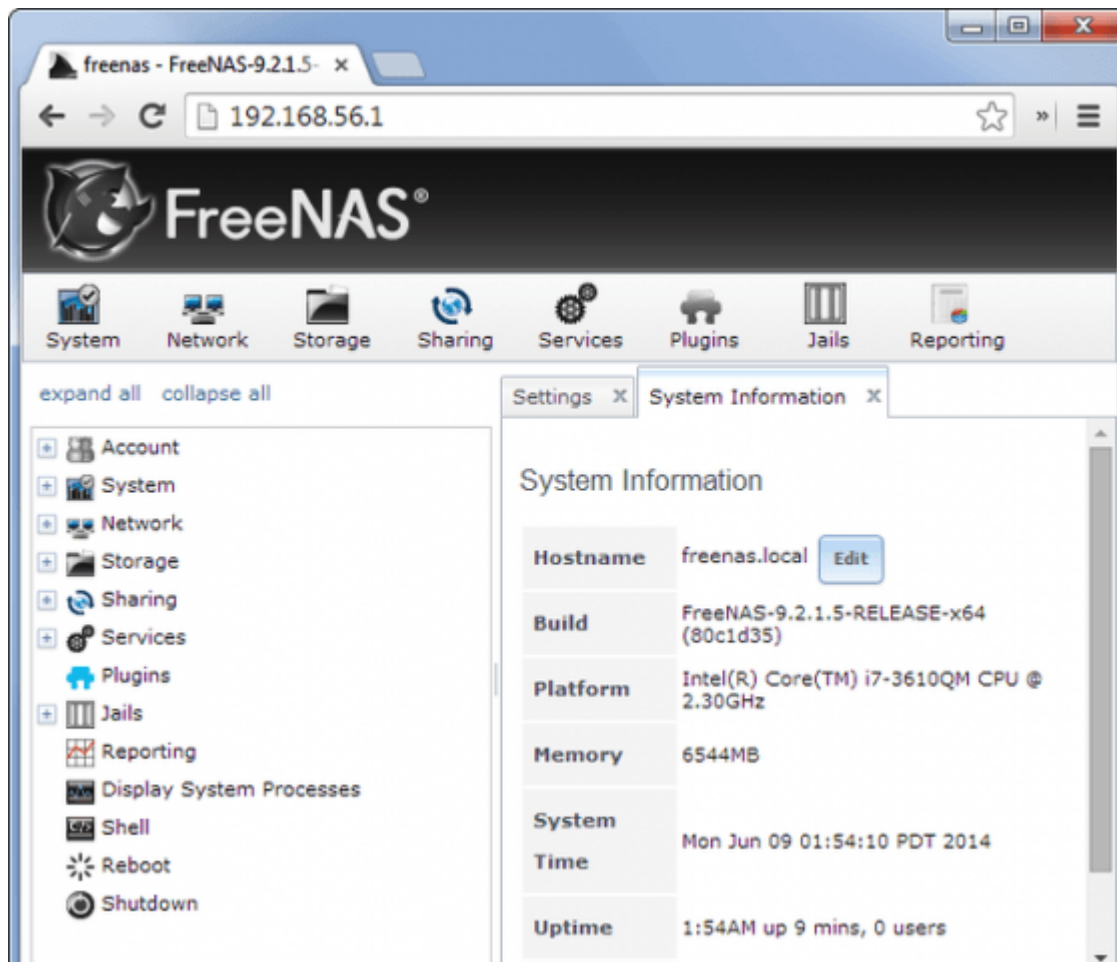 freenas - FreeNAS-9.2.1.5-
192.168.56.1
FreeNAS®
System Network Storage Sharing Services Plugins Jails Reporting
expand all collapse all
Settings System Information
Account
System
Network
Storage
Sharing
Services
Plugins
Jails
Reporting
Display System Processes
Shell
Reboot
Shutdown
System Information
Hostname freenas.local Edit
Build FreeNAS-9.2.1.5-RELEASE-x64
(80c1d35)
Platform Intel(R) Core(TM) i7-3610QM CPU @
2.30GHz
Memory 6544MB
System
Time Mon Jun 09 01:54:10 PDT 2014
Uptime 1:54AM up 9 mins, 0 users